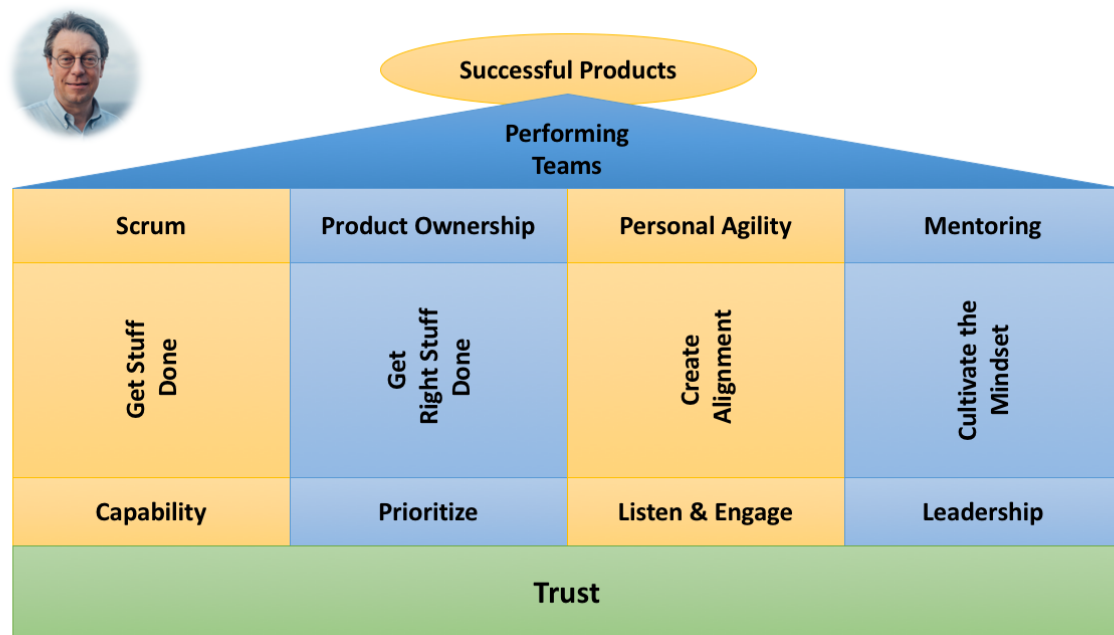 Successful Products
Performing
Teams
Scrum
Product Ownership
Personal Agility
Mentoring
Get Stuff
Done
Get
Right Stuff
Done
Create
Alignment
Cultivate the
Mindset
Capability
Prioritize
Listen & Engage
Leadership
Trust